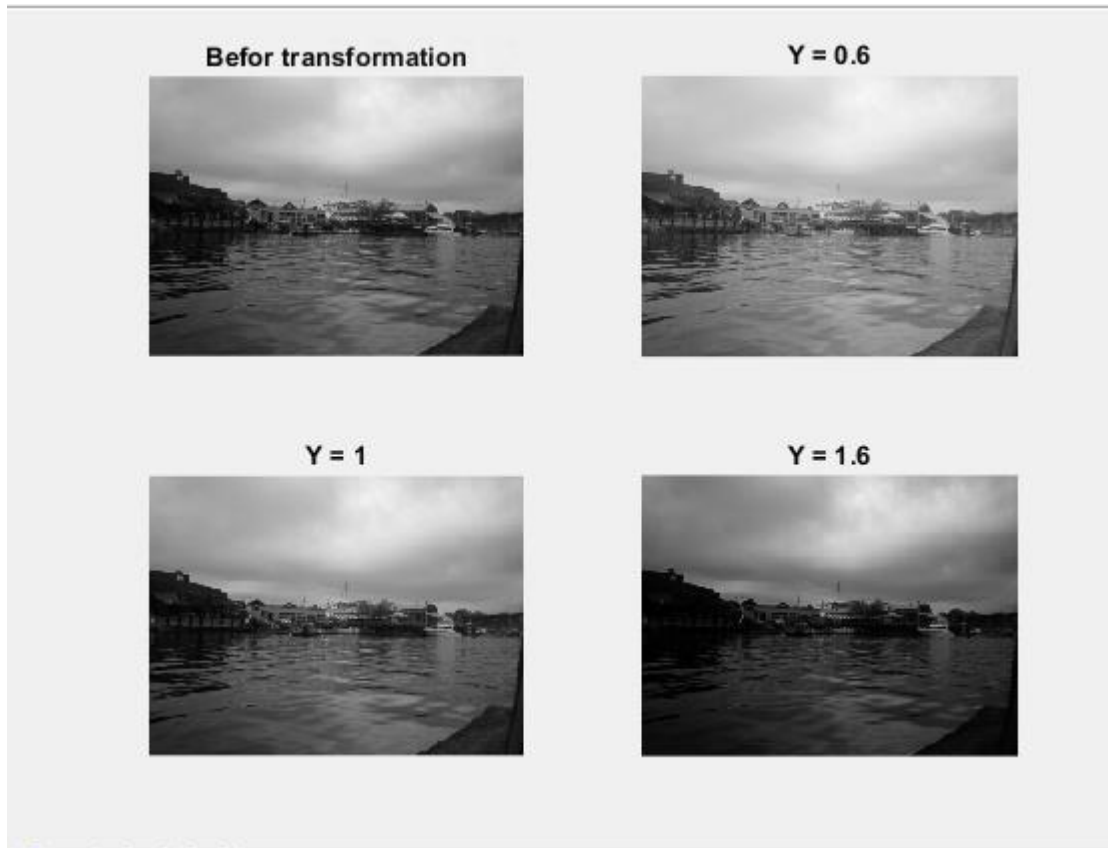 Befor transformation
Y = 0.6
Y = 1
Y = 1.6